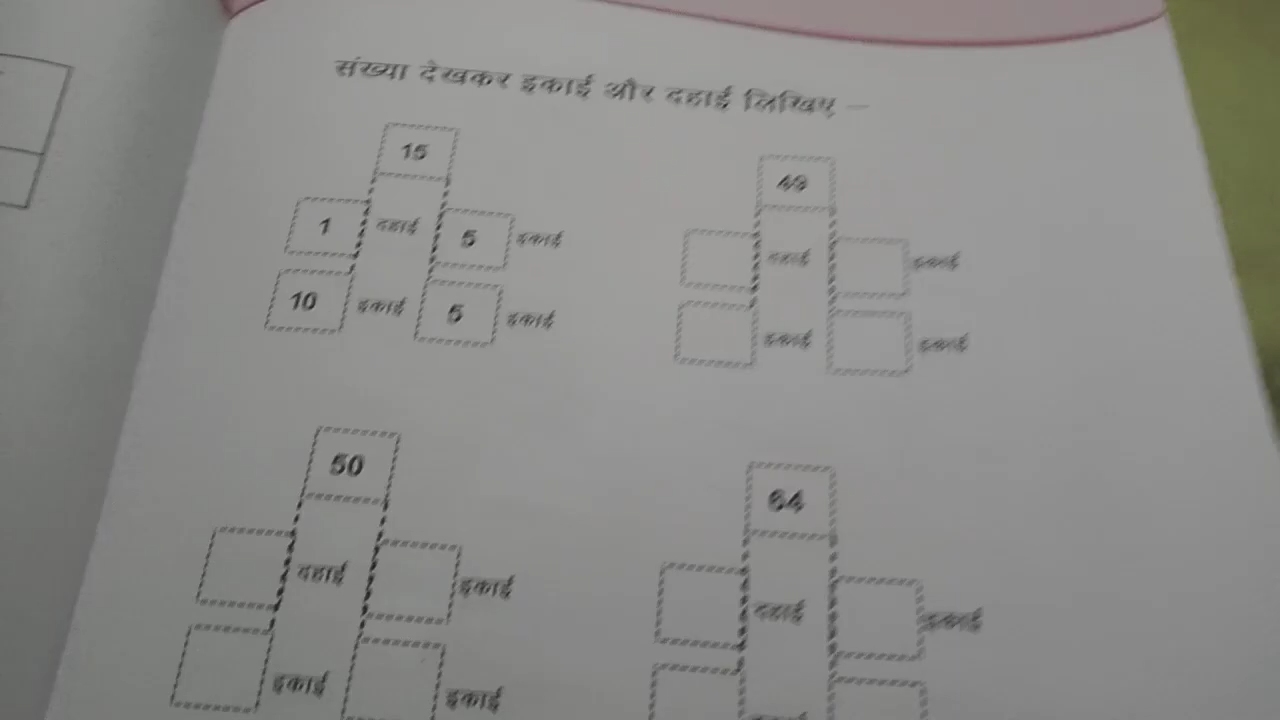 संख्या देखकर इकाई और दहाई लिखिए –
15
1 दहाई 5 इकाई
10 इकाई 5 इकाई
49
दहाई इकाई
इकाई इकाई
50
दहाई इकाई
इकाई इकाई
64
दहाई इकाई